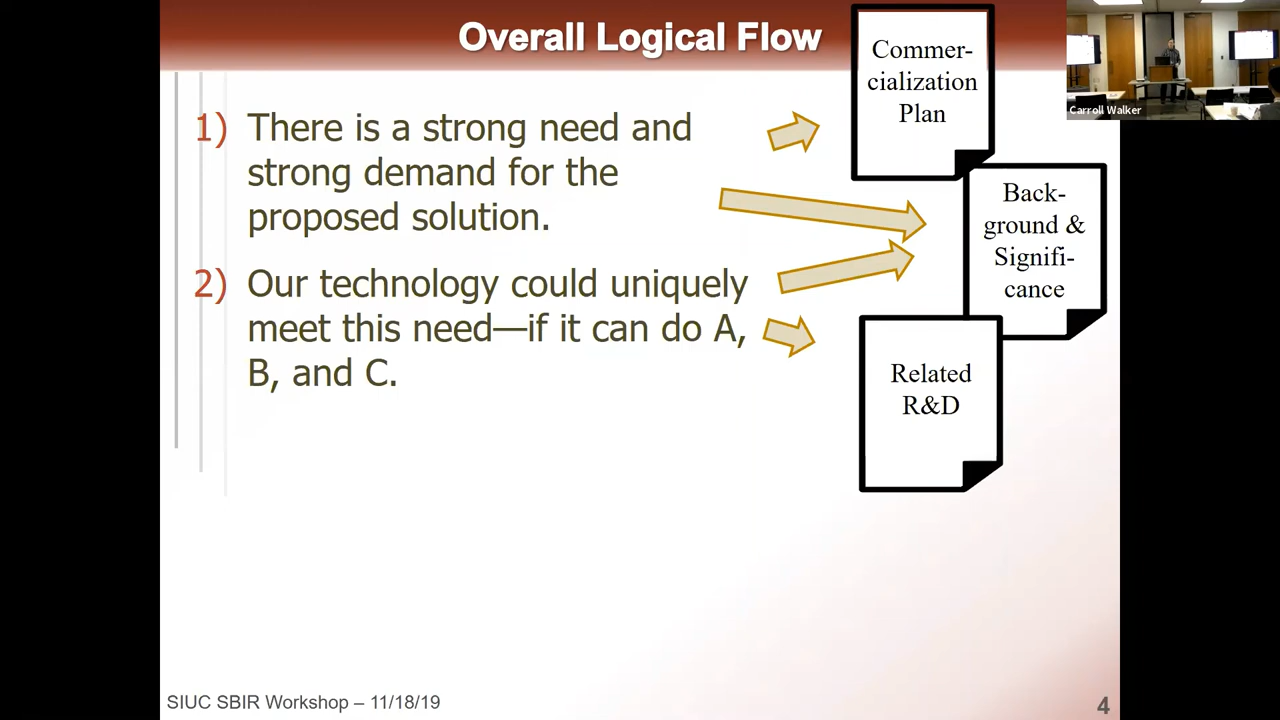 Overall Logical Flow
1) There is a strong need and
strong demand for the
proposed solution.
2) Our technology could uniquely
meet this need—if it can do A,
B, and C.
Commer-
cialization
Plan
Back-
ground &
Signifi-
cance
Related
R&D
Carroll Walker
SIUC SBIR Workshop – 11/18/19
4